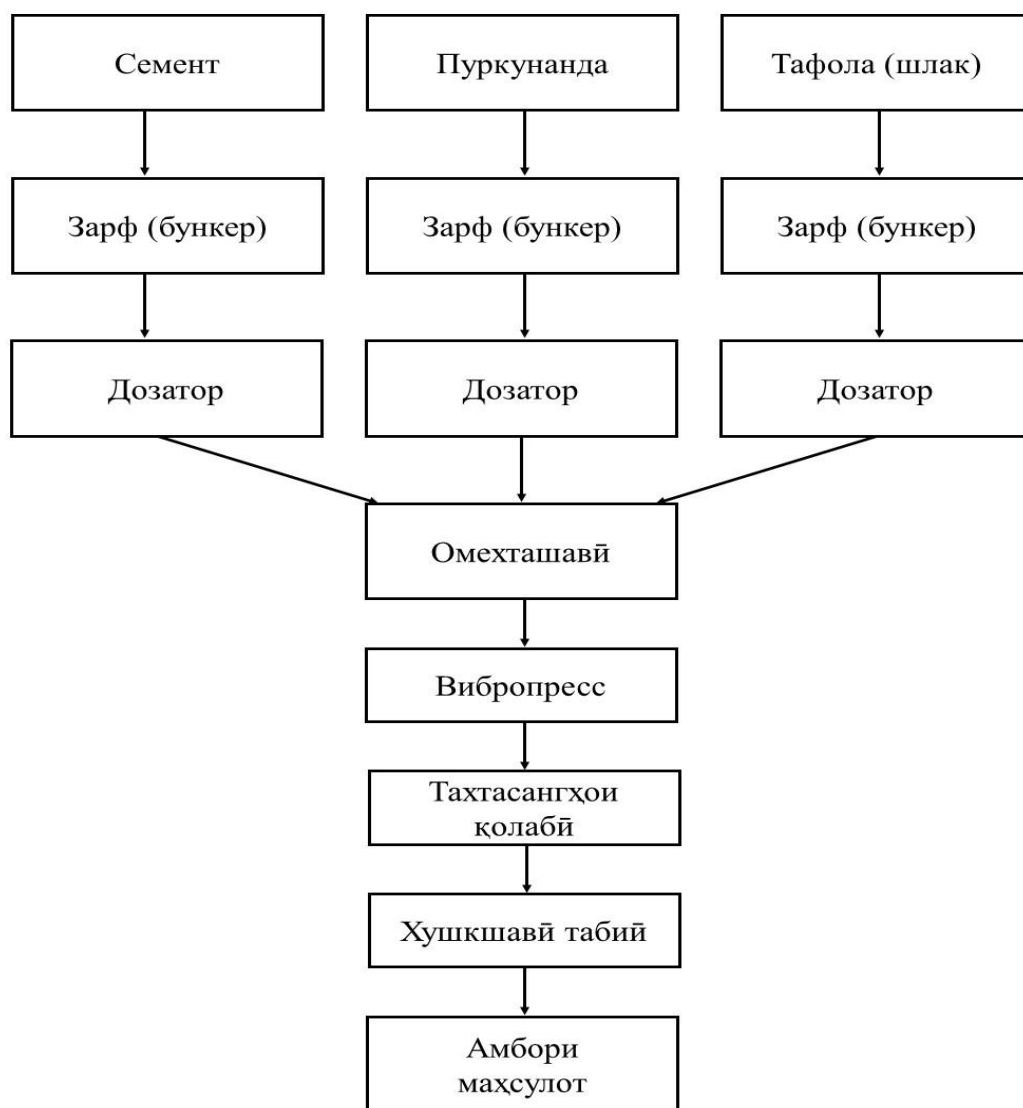 Семент
Пуркунанда
Тафола (шлак)
Зарф (бункер)
Зарф (бункер)
Зарф (бункер)
Дозатор
Дозатор
Дозатор
Омехташавӣ
Вибропресс
Тахтасангҳои
қолабӣ
Хушкшавӣ табиӣ
Амбори
маҳсулот